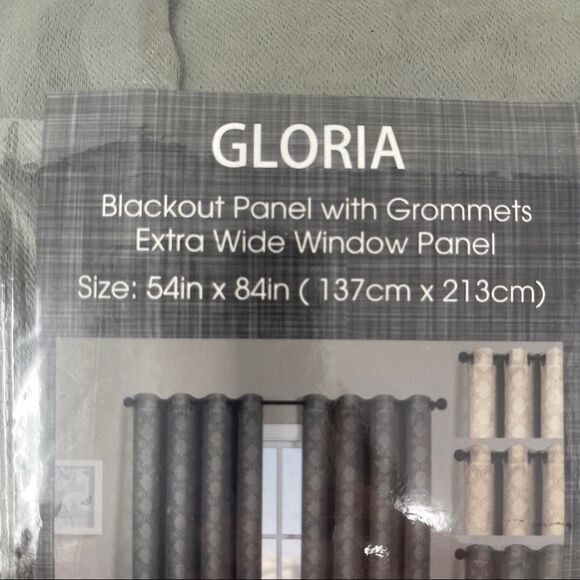 GLORIA
Blackout Panel with Grommets
Extra Wide Window Panel
Size: 54in x 84in ( 137cm x 213cm)